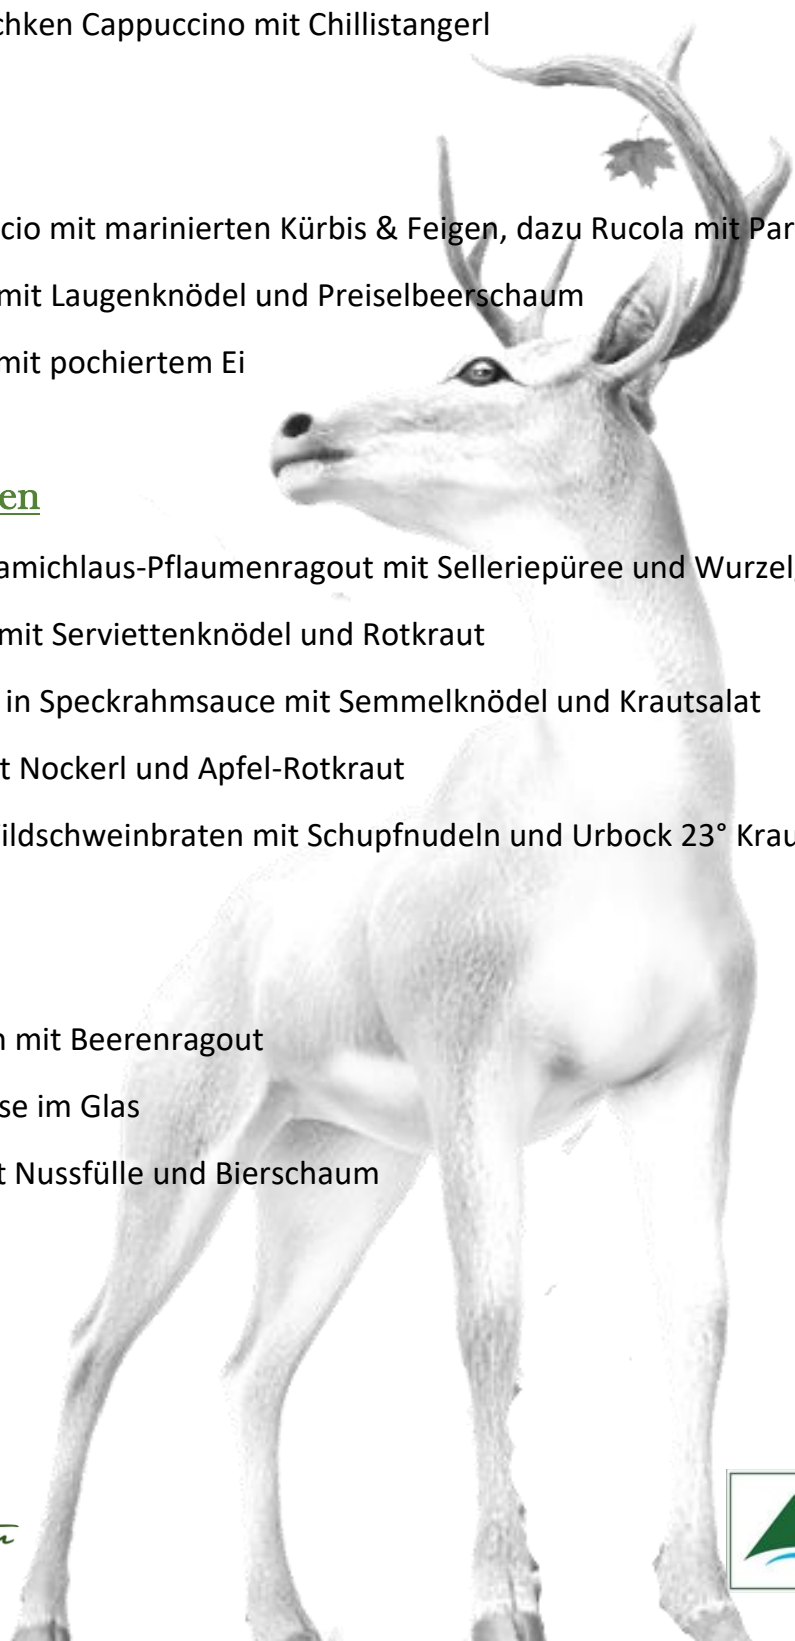 chken Cappuccino mit Chillistangerl
cio mit marinierten Kürbis & Feigen, dazu Rucola mit Par
mit Laugenknödel und Preiselbeerschaum
mit pochiertem Ei
en
amichlaus-Pflaumenragout mit Selleriepüree und Wurzel
mit Serviettenknödel und Rotkraut
in Speckrahmsauce mit Semmelknödel und Krautsalat
t Nockerl und Apfel-Rotkraut
ildschweinbraten mit Schupfnudeln und Urbock 23° Krau
n mit Beerenragout
se im Glas
t Nussfülle und Bierschaum